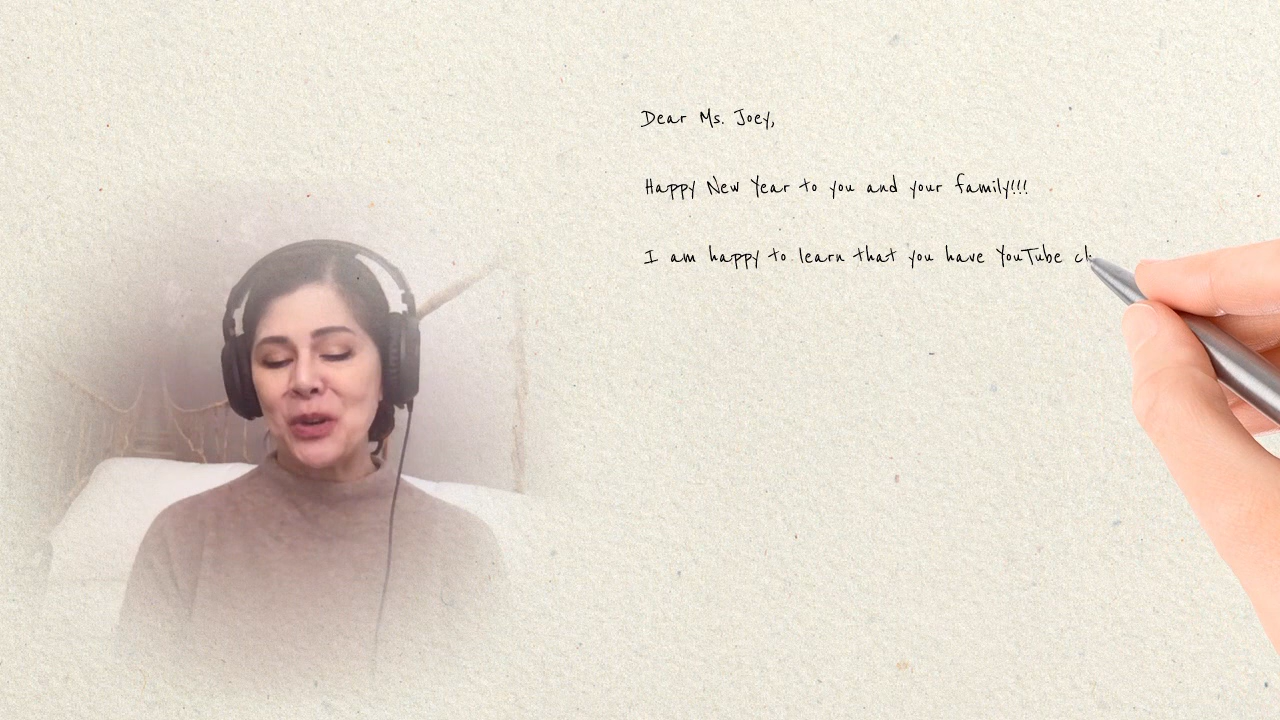 Dear Ms. Joey,
Happy New Year to you and your family!!!
I am happy to learn that you have YouTube